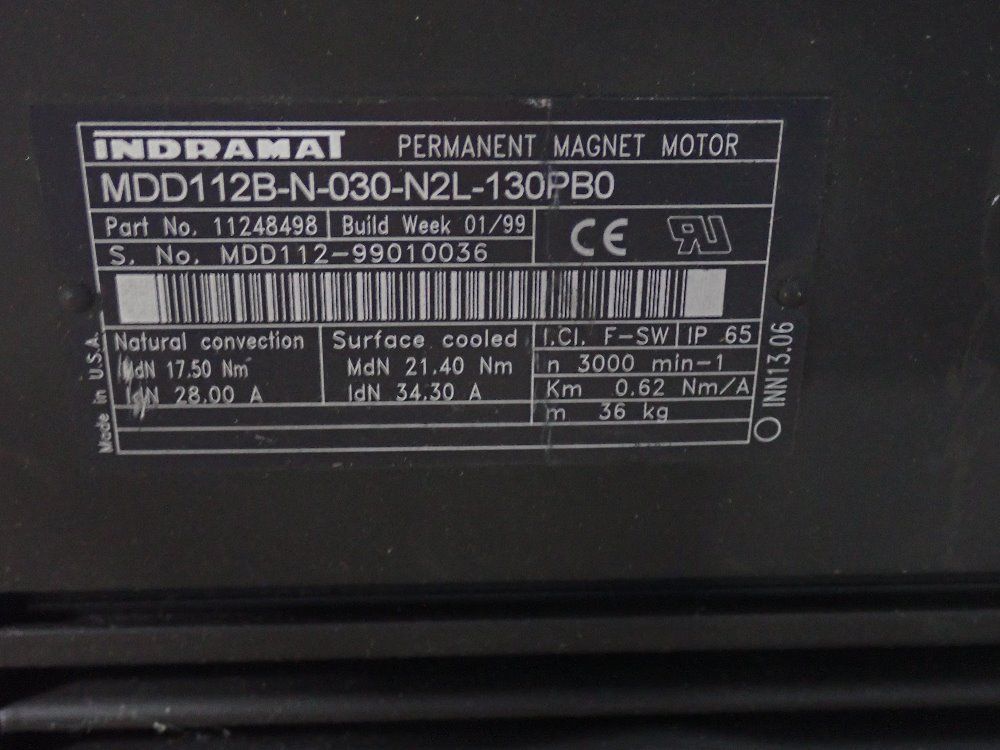 INDRAMAT PERMANENT MAGNET MOTOR
MDD112B-N-030-N2L-130PB0
Part No. 11248498 Build Week 01/99
S. No. MDD112-99010036
CE RU
Natural convection
MdN 17.50 Nm
IdN 28.00 A
Surface cooled
MdN 21.40 Nm
IdN 34.30 A
I.Cl. F-SW IP 65
n 3000 min-1
Km 0.62 Nm/A
m 36 kg
Made in U.S.A.
INN13.06